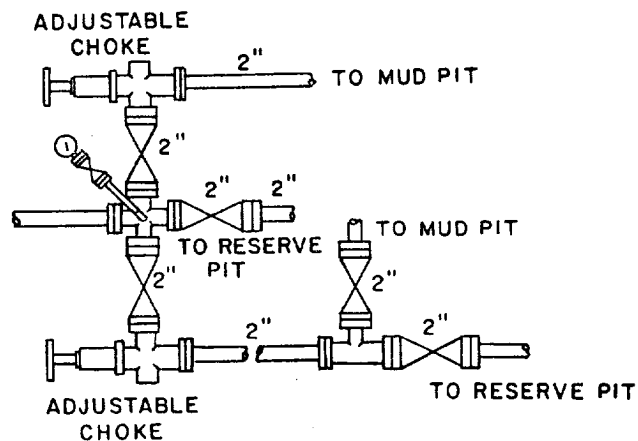 ADJUSTABLE
CHOKE
2"
TO MUD PIT
2"
1
2"
2"
TO RESERVE
PIT
TO MUD PIT
2"
2"
2"
2"
TO RESERVE PIT
ADJUSTABLE
CHOKE